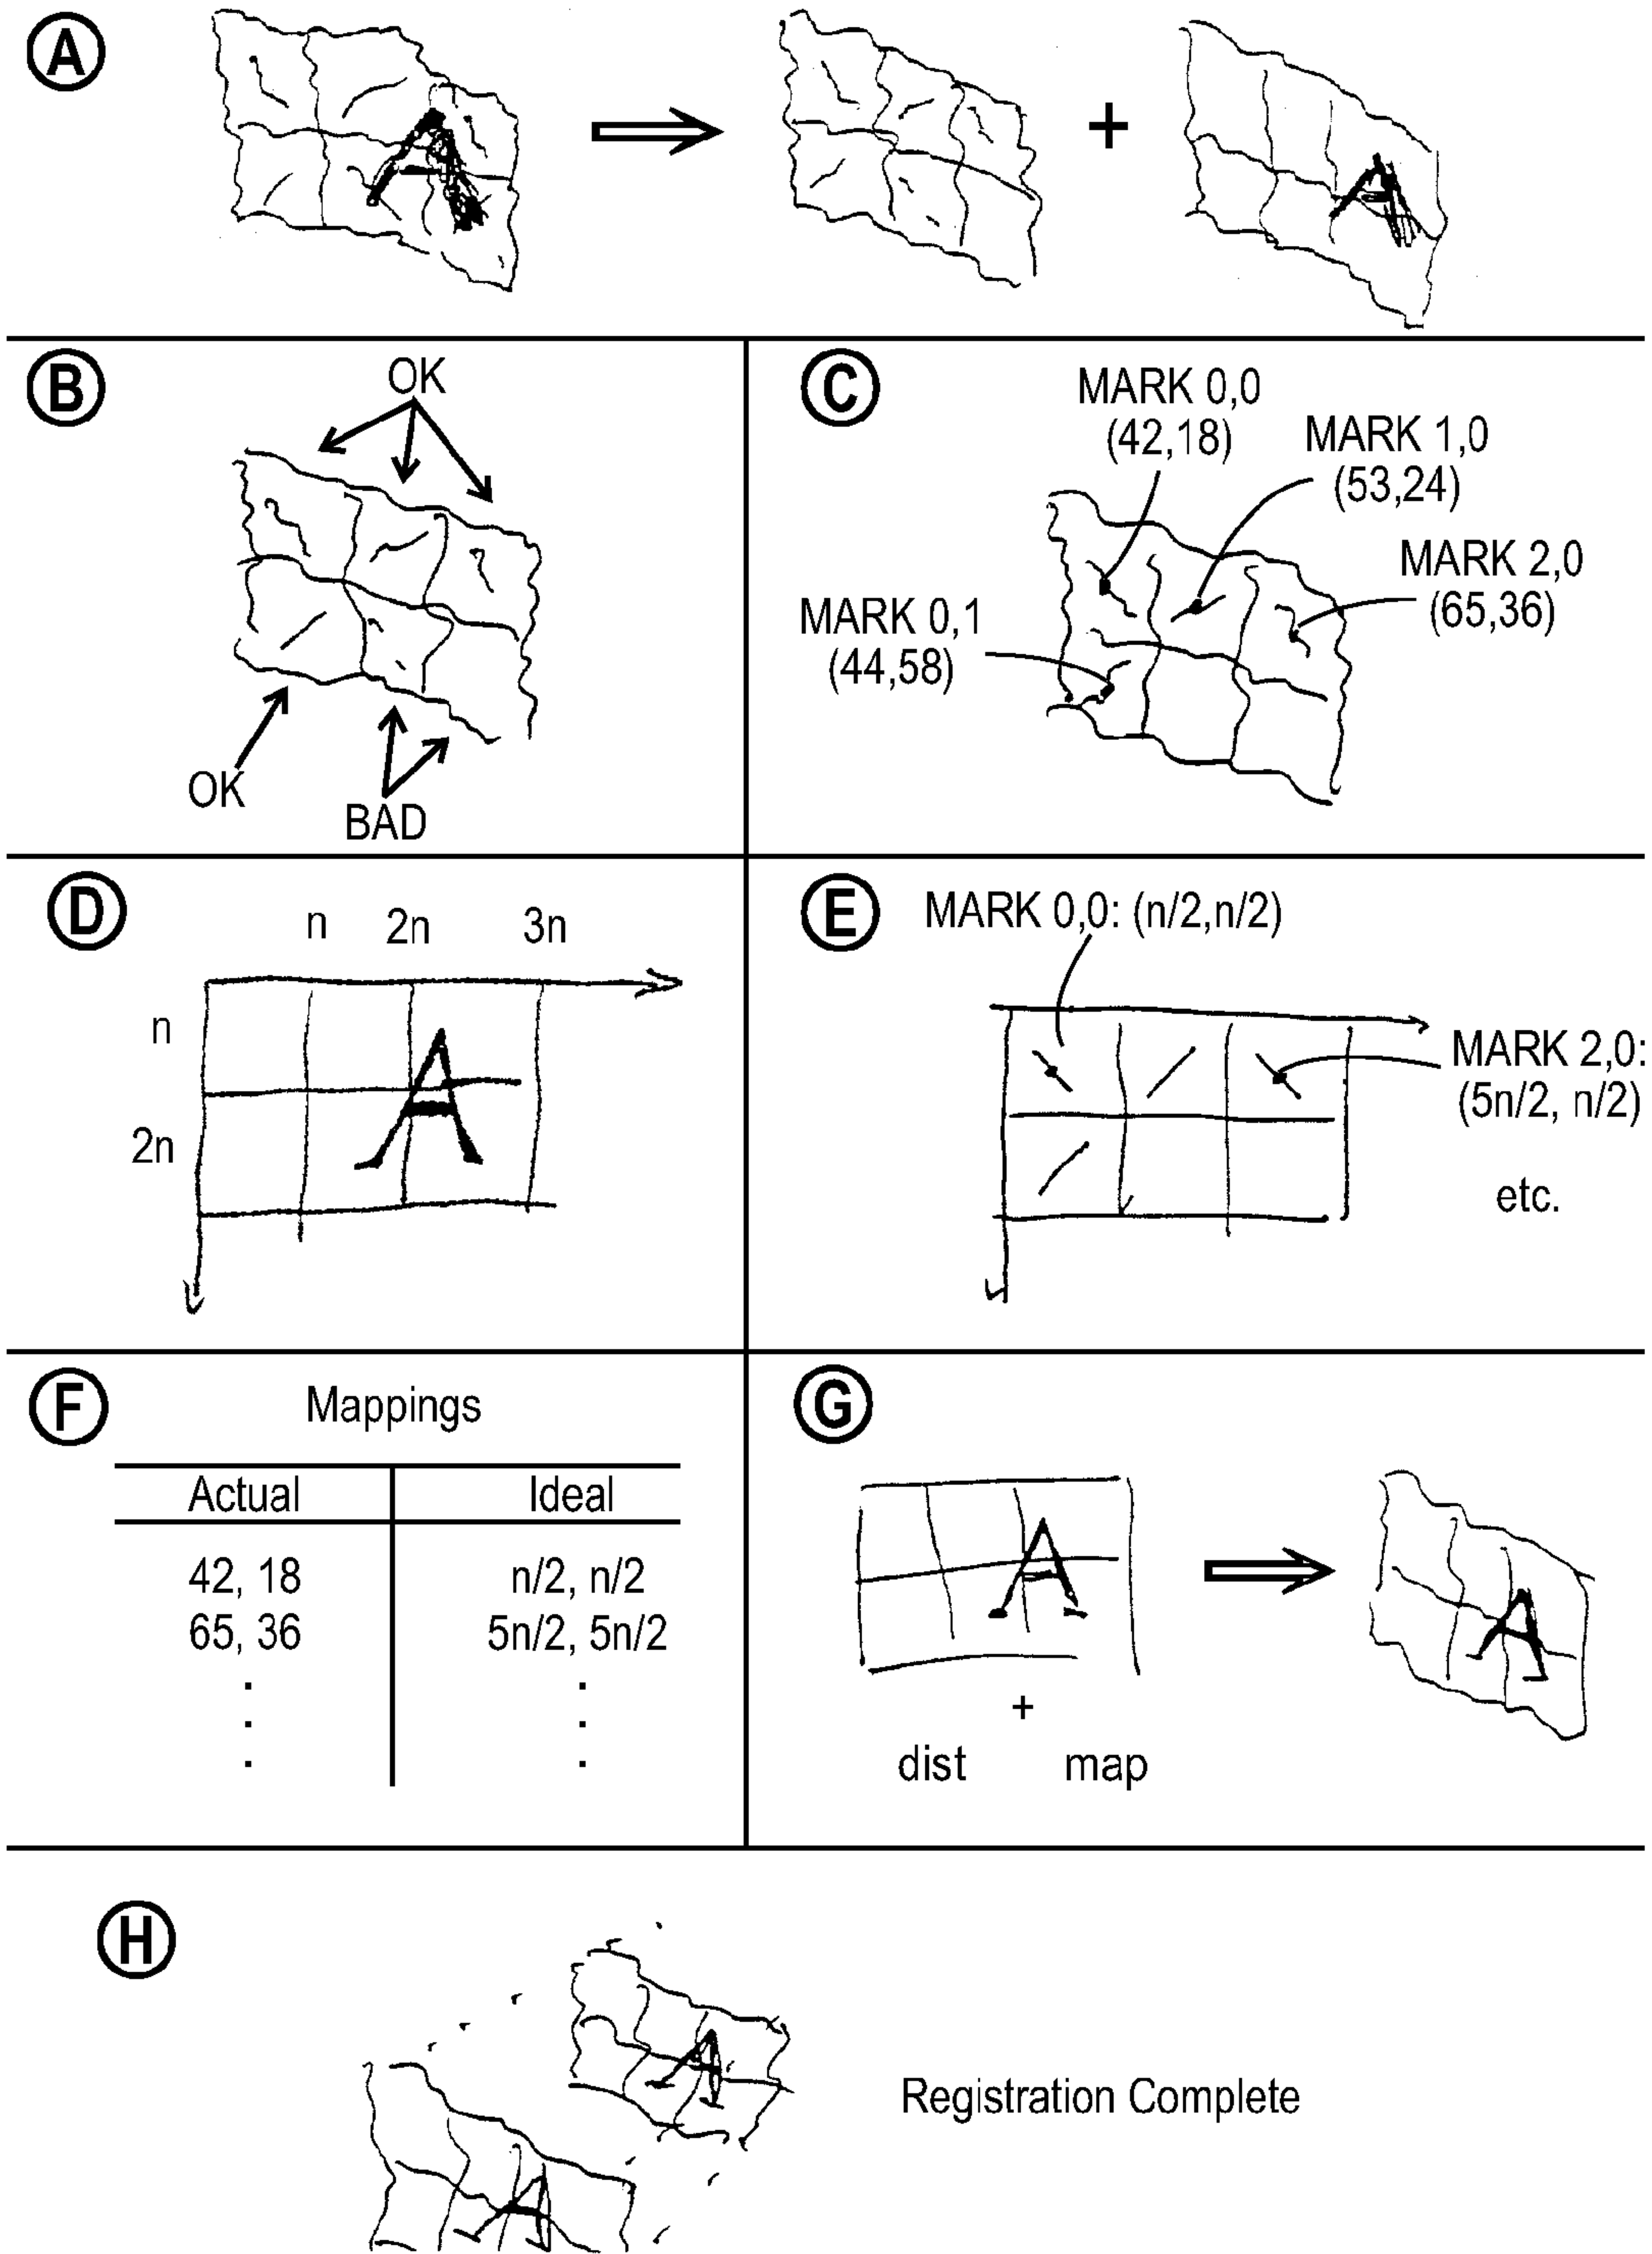 A
A
+
A
B
OK
OK
BAD
C
MARK 0,0
(42,18)
MARK 1,0
(53,24)
MARK 2,0
(65,36)
MARK 0,1
(44,58)
D
n 2n 3n
n
2n
A
E
MARK 0,0: (n/2,n/2)
MARK 2,0:
(5n/2, n/2)
etc.
F
Mappings
Actual Ideal
42, 18 n/2, n/2
65, 36 5n/2, 5n/2
. .
. .
. .
G
A
A
+
dist map
H
A
A
Registration Complete